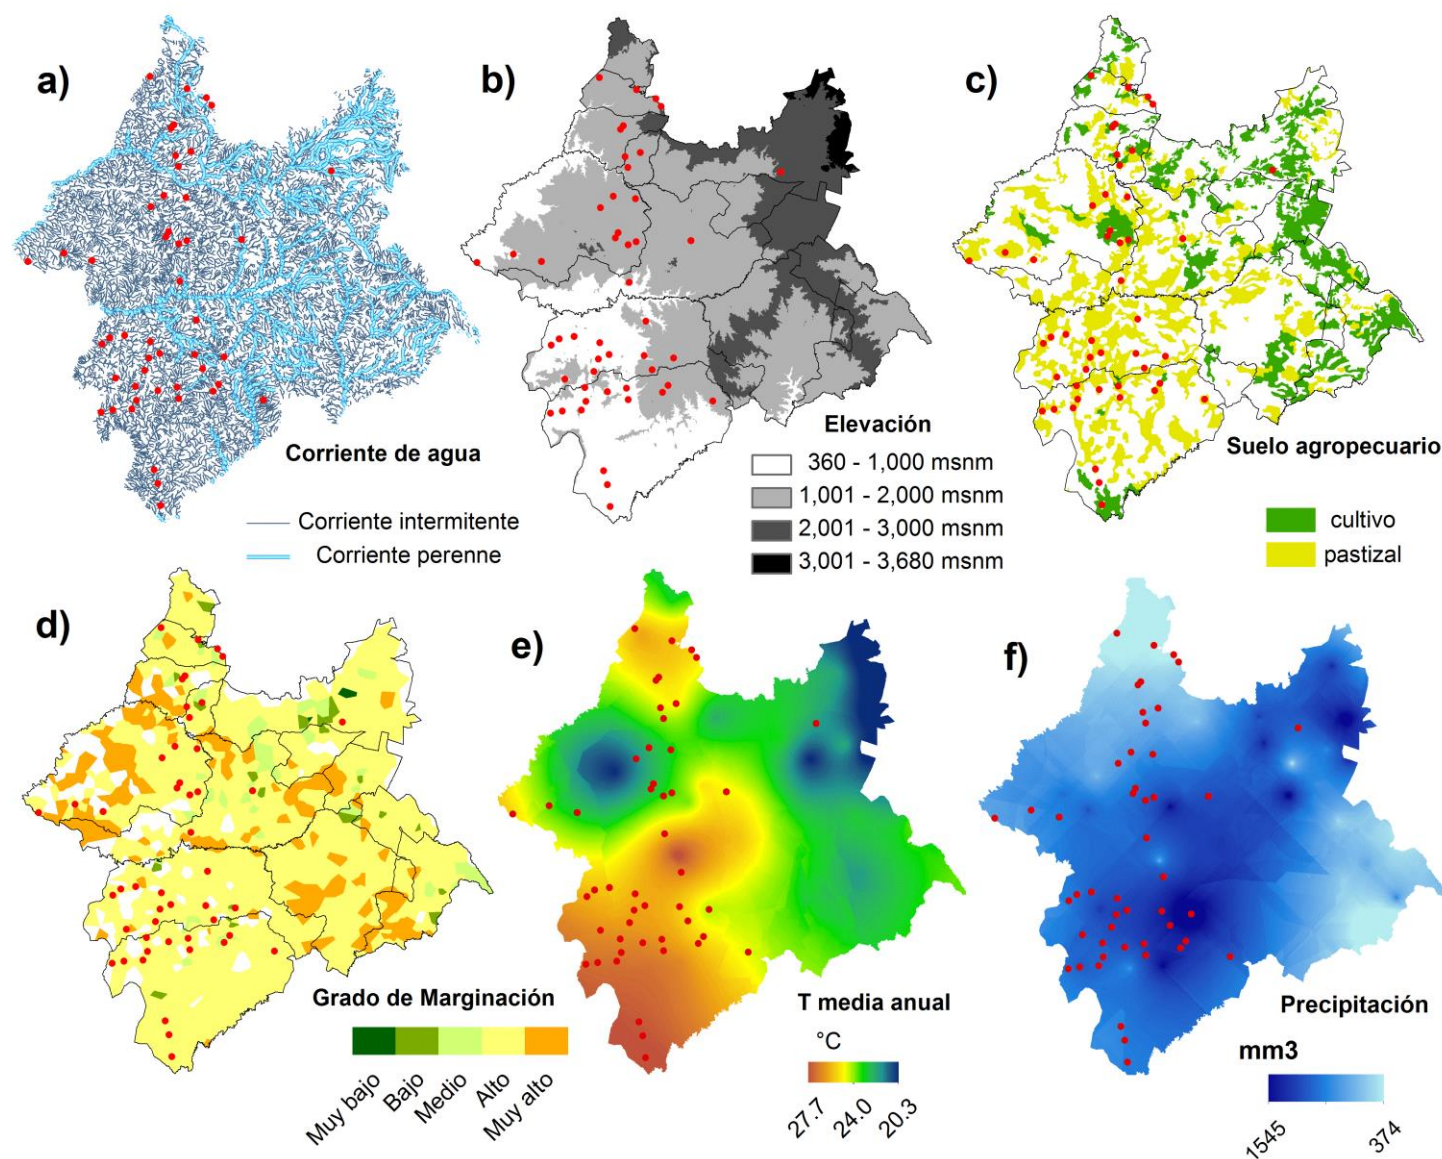 a)
b)
c)
Corriente de agua
Corriente intermitente
Corriente perenne
Elevación
360 - 1,000 msnm
1,001 - 2,000 msnm
2,001 - 3,000 msnm
3,001 - 3,680 msnm
Suelo agropecuario
cultivo
pastizal
d)
e)
f)
Grado de Marginación
Muy bajo
Bajo
Medio
Alto
Muy alto
T media anual
°C
27.7
24.0
20.3
Precipitación
mm3
1545
374